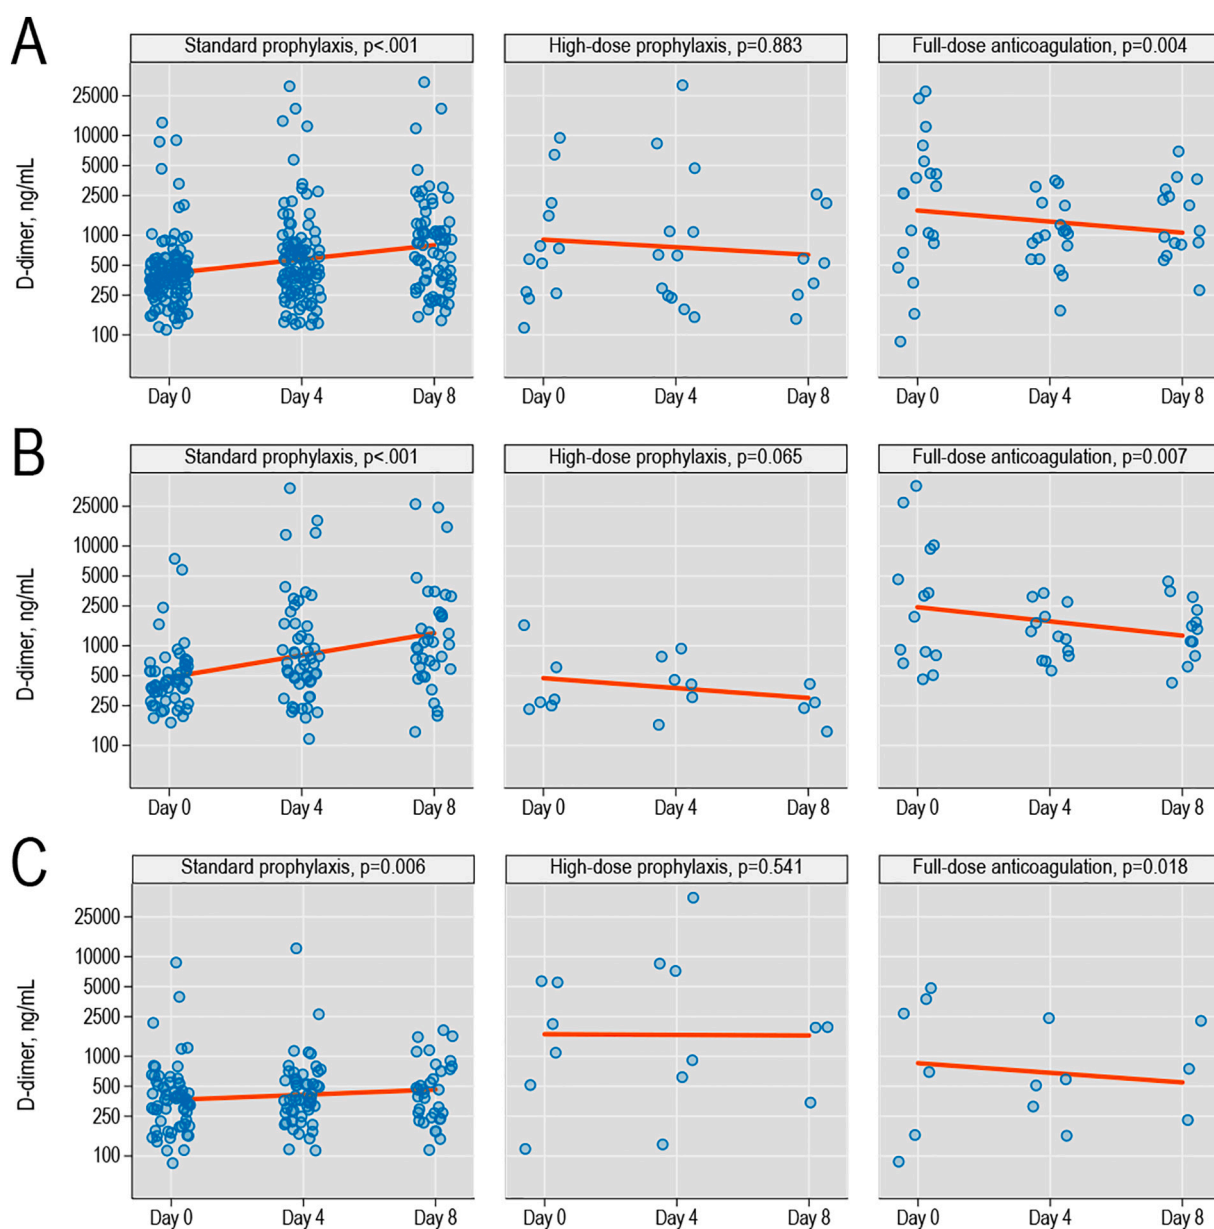 A
Standard prophylaxis, p<.001
High-dose prophylaxis, p=0.883
Full-dose anticoagulation, p=0.004
D-dimer, ng/mL
25000
10000
5000
2500
1000
500
250
100
Day 0 Day 4 Day 8
Day 0 Day 4 Day 8
Day 0 Day 4 Day 8
B
Standard prophylaxis, p<.001
High-dose prophylaxis, p=0.065
Full-dose anticoagulation, p=0.007
D-dimer, ng/mL
25000
10000
5000
2500
1000
500
250
100
Day 0 Day 4 Day 8
Day 0 Day 4 Day 8
Day 0 Day 4 Day 8
C
Standard prophylaxis, p=0.006
High-dose prophylaxis, p=0.541
Full-dose anticoagulation, p=0.018
D-dimer, ng/mL
25000
10000
5000
2500
1000
500
250
100
Day 0 Day 4 Day 8
Day 0 Day 4 Day 8
Day 0 Day 4 Day 8